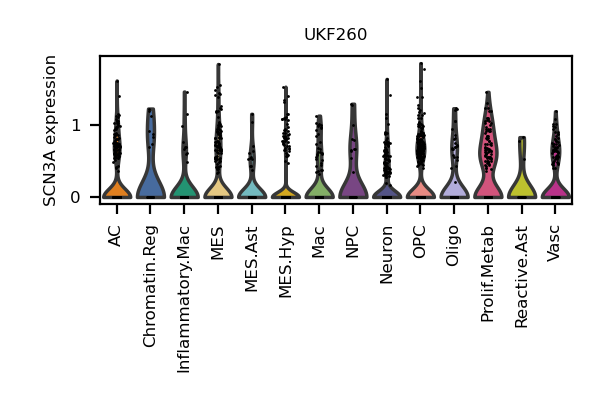 UKF260
SCN3A expression
1
0
AC
Chromatin.Reg
Inflammatory.Mac
MES
MES.Ast
MES.Hyp
Mac
NPC
Neuron
OPC
Oligo
Prolif.Metab
Reactive.Ast
Vasc